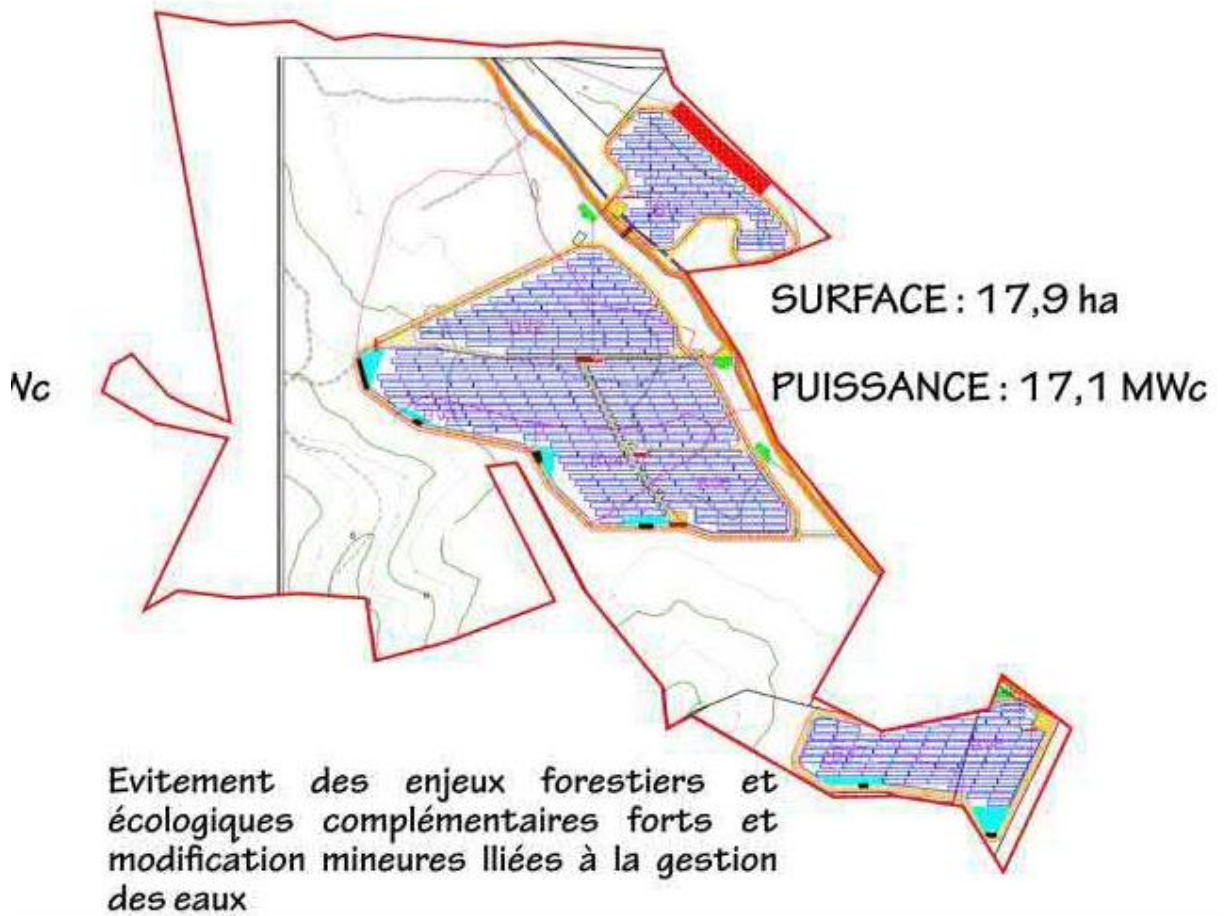 SURFACE : 17,9 ha
Wc
PUISSANCE : 17,1 MWc
Evitement des enjeux forestiers et
écologiques complémentaires forts et
modification mineures lliées à la gestion
des eaux